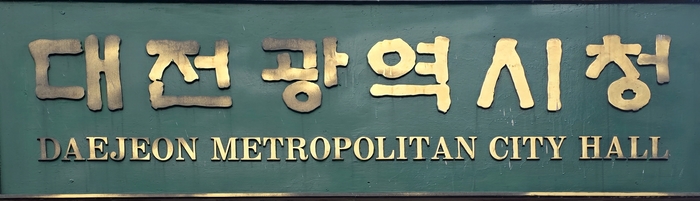 대전광역시청
DAEJEON METROPOLITAN CITY HALL